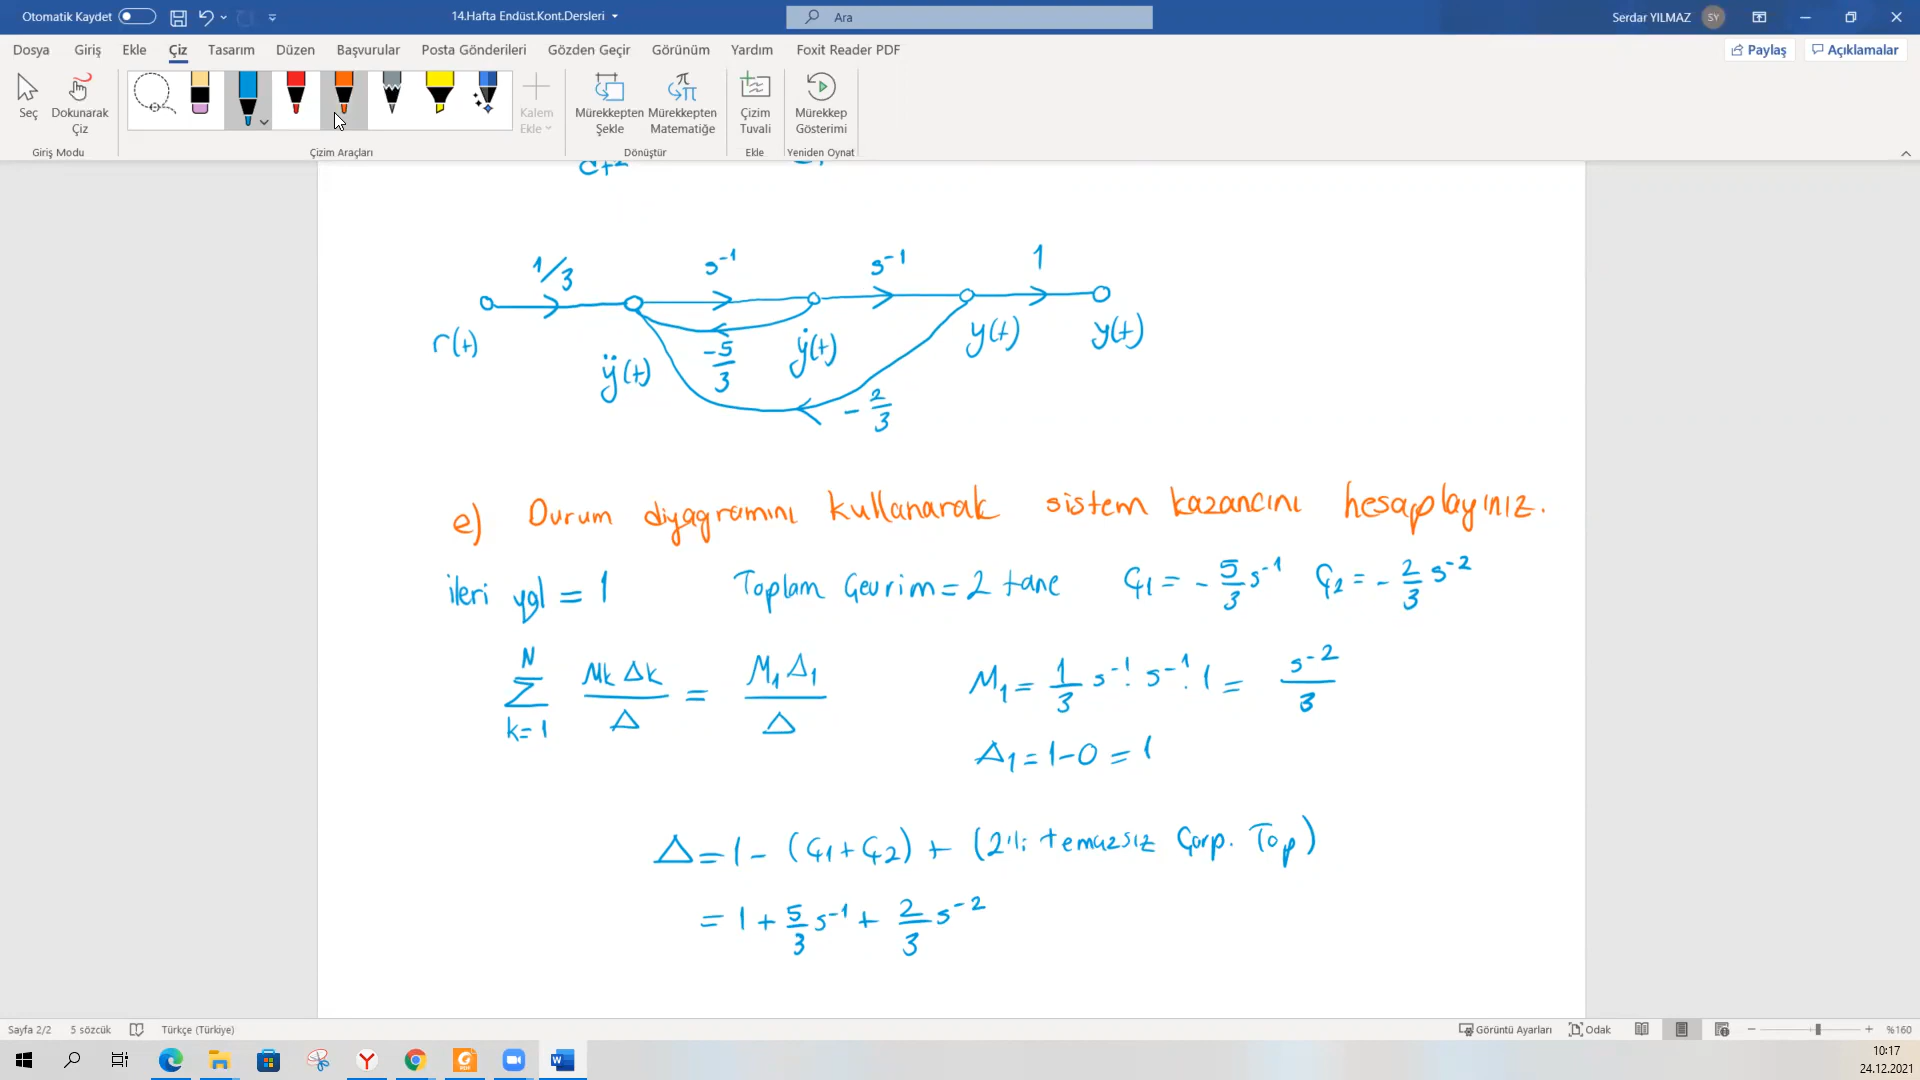 Otomatik Kaydet 14.Hafta Endüst.Kont.Dersleri Ara Serdar YILMAZ SY
Dosya Giriş Ekle Çiz Tasarım Düzen Başvurular Posta Gönderileri Gözden Geçir Görünüm Yardım Foxit Reader PDF Paylaş Açıklamalar
Seç Dokunarak Çiz Kalem Ekle Mürekkepten Şekle Mürekkepten Matematiğe Çizim Tuvali Mürekkep Gösterimi
Giriş Modu Çizim Araçları Dönüştür Ekle Yeniden Oynat
1/3 s⁻¹ s⁻¹ 1
r(t) ÿ(t) -5/3 ẏ(t) y(t) y(t)
-2/3
e) Durum diyagramını kullanarak sistem kazancını hesaplayınız.
ileri ygl = 1 Toplam Çevrim = 2 tane Ç1 = -5/3 s⁻¹ Ç2 = -2/3 s⁻²
N
Σ Mk Δk / Δ = M1 Δ1 / Δ M1 = 1/3 s⁻¹. s⁻¹. 1 = s⁻²/3
k=1
Δ1 = 1-0 = 1
Δ = 1 - (Ç1+Ç2) + (2'li temazsız Çarp. Top)
= 1 + 5/3 s⁻¹ + 2/3 s⁻²
Sayfa 2/2 5 sözcük Türkçe (Türkiye) Görüntü Ayarları Odak %160
10:17
24.12.2021